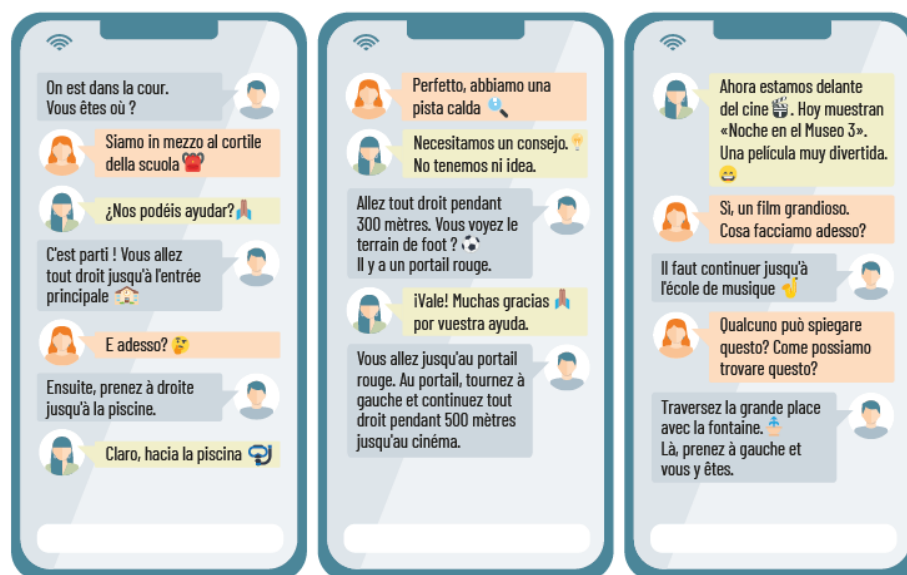 On est dans la cour.
Vous êtes où ?
Siamo in mezzo al cortile
della scuola
¿Nos podéis ayudar?
C'est parti ! Vous allez
tout droit jusqu'à l'entrée
principale
E adesso?
Ensuite, prenez à droite
jusqu'à la piscine.
Claro, hacia la piscina
Perfetto, abbiamo una
pista calda
Necesitamos un consejo.
No tenemos ni idea.
Allez tout droit pendant
300 mètres. Vous voyez le
terrain de foot ?
Il y a un portail rouge.
¡Vale! Muchas gracias
por vuestra ayuda.
Vous allez jusqu'au portail
rouge. Au portail, tournez à
gauche et continuez tout
droit pendant 500 mètres
jusqu'au cinéma.
Ahora estamos delante
del cine. Hoy muestran
«Noche en el Museo 3».
Una película muy divertida.
Sì, un film grandioso.
Cosa facciamo adesso?
Il faut continuer jusqu'à
l'école de musique
Qualcuno può spiegare
questo? Come possiamo
trovare questo?
Traversez la grande place
avec la fontaine.
Là, prenez à gauche et
vous y êtes.